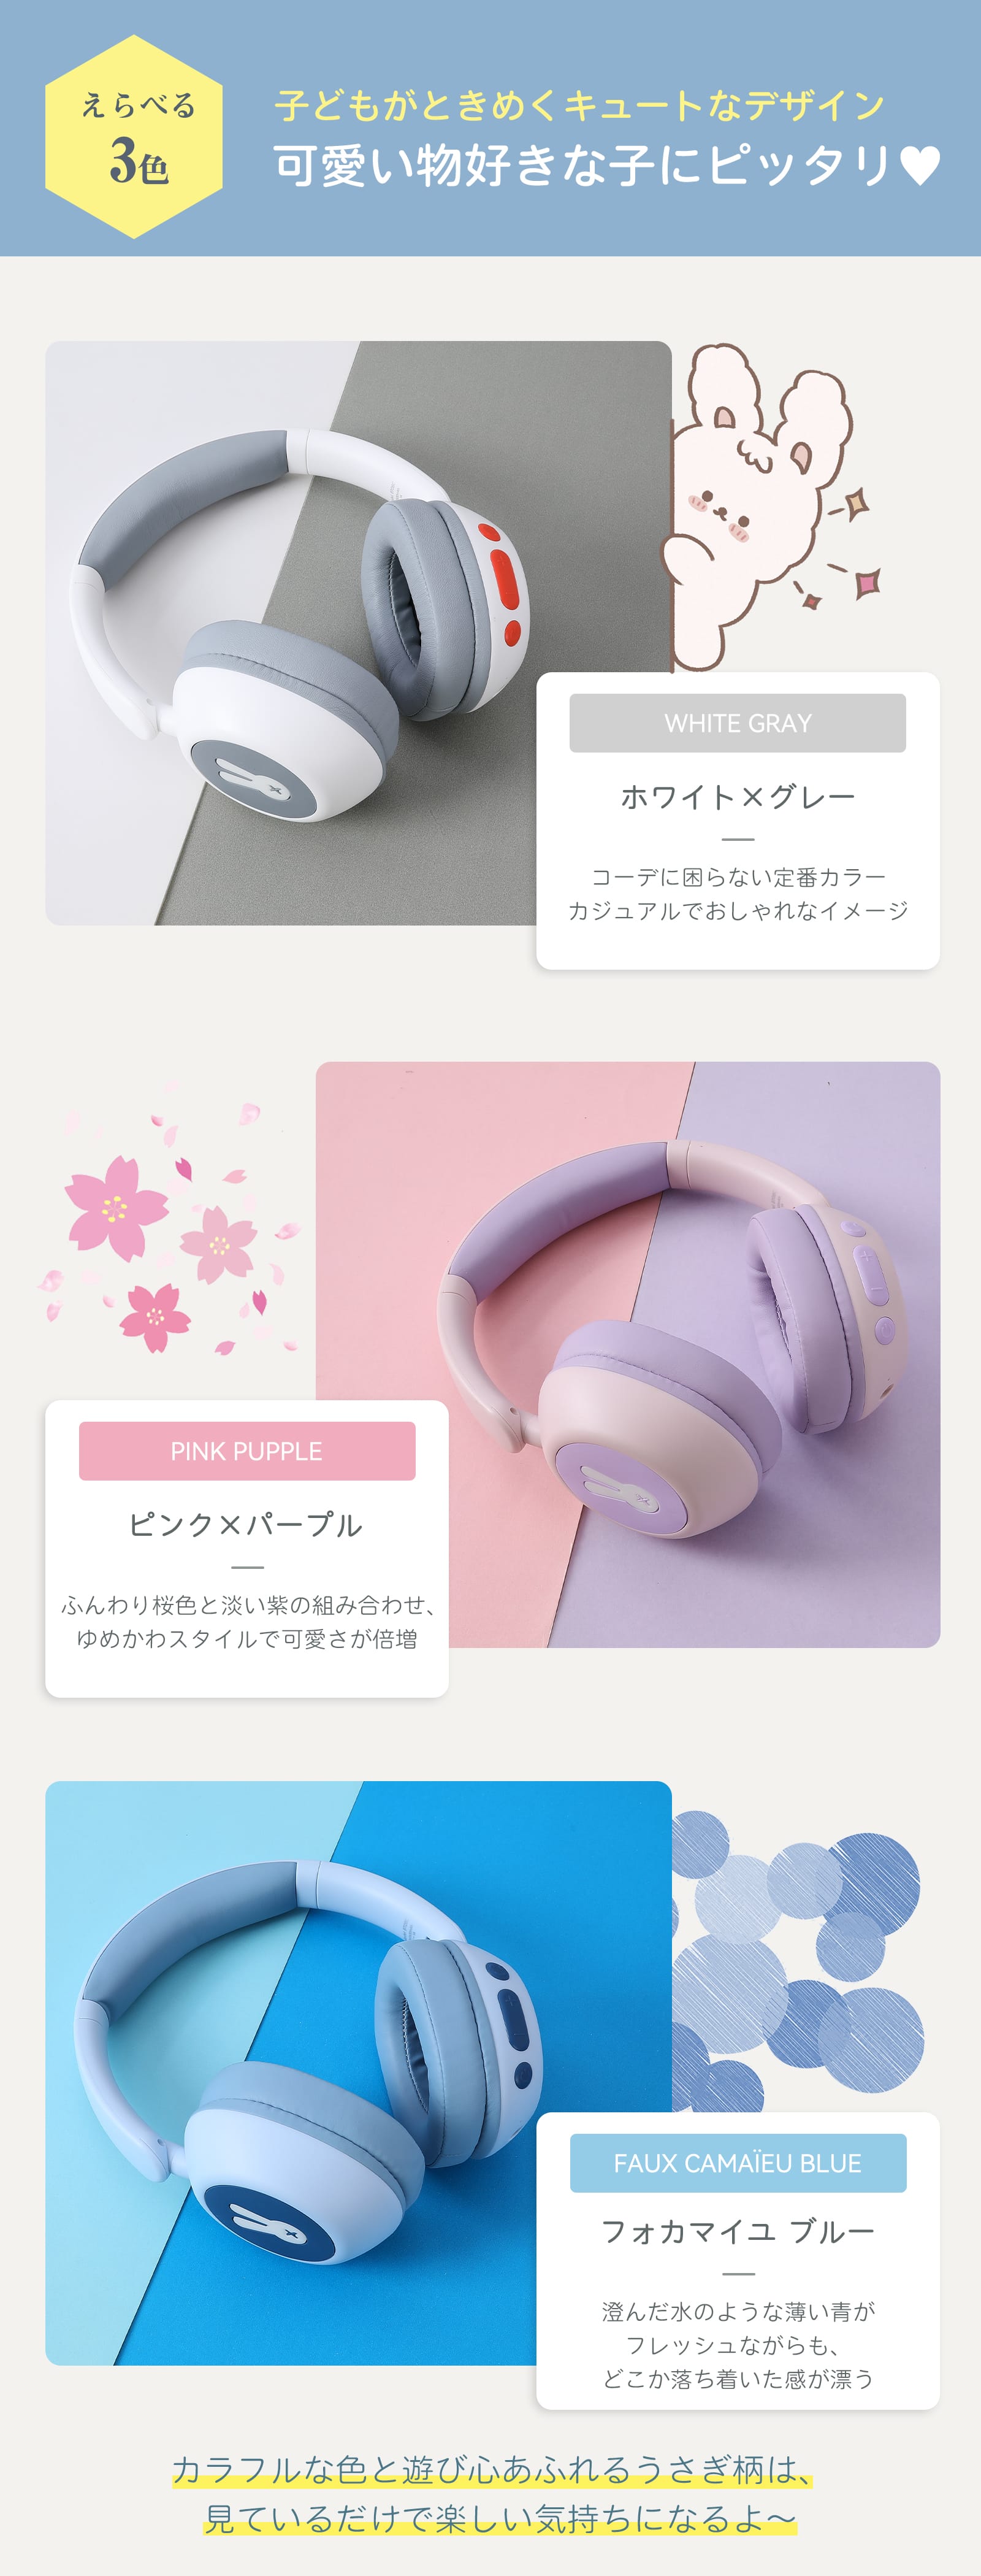 えらべる
3色
子どもがときめくキュートなデザイン
可愛い物好きな子にピッタリ♥
WHITE GRAY
ホワイト×グレー
コーデに困らない定番カラー
カジュアルでおしゃれなイメージ
PINK PUPPLE
ピンク×パープル
ふんわり桜色と淡い紫の組み合わせ、
ゆめかわスタイルで可愛さが倍増
FAUX CAMAÏEU BLUE
フォカマイユ ブルー
澄んだ水のような薄い青が
フレッシュながらも、
どこか落ち着いた感が漂う
カラフルな色と遊び心あふれるうさぎ柄は、
見ているだけで楽しい気持ちになるよ～